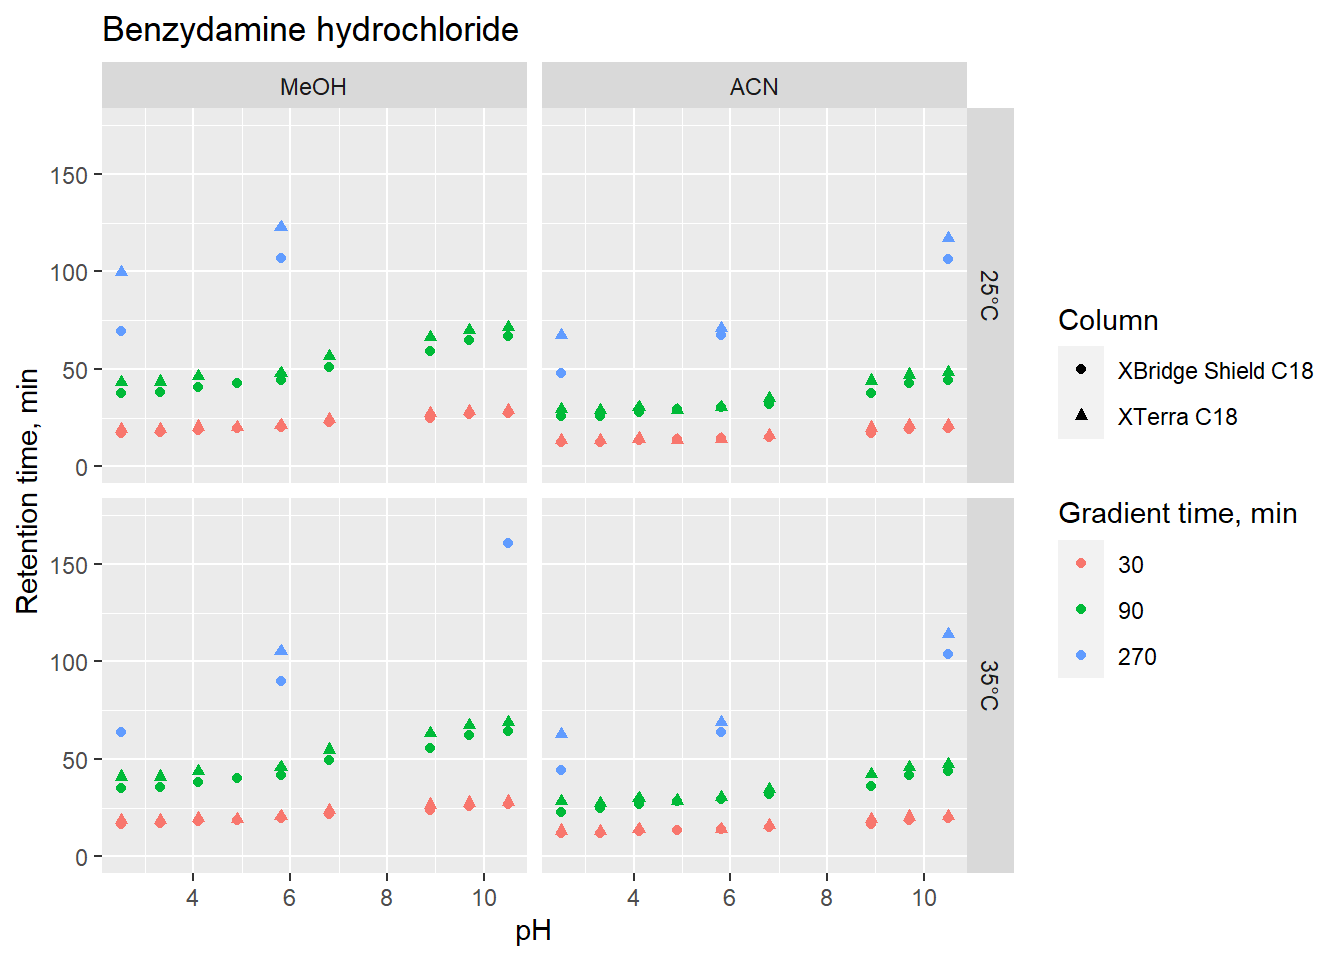 Benzydamine hydrochloride
MeOH
ACN
150
100
50
0
25°C
150
100
50
0
35°C
Retention time, min
4
6
8
10
4
6
8
10
pH
Column
XBridge Shield C18
XTerra C18
Gradient time, min
30
90
270